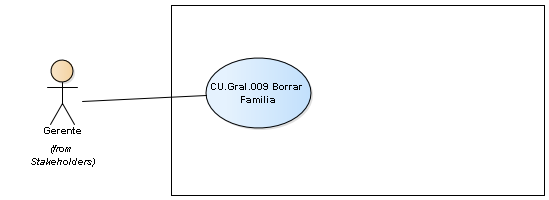 CU.Gral.009 Borrar
Familia
Gerente
(from
Stakeholders)